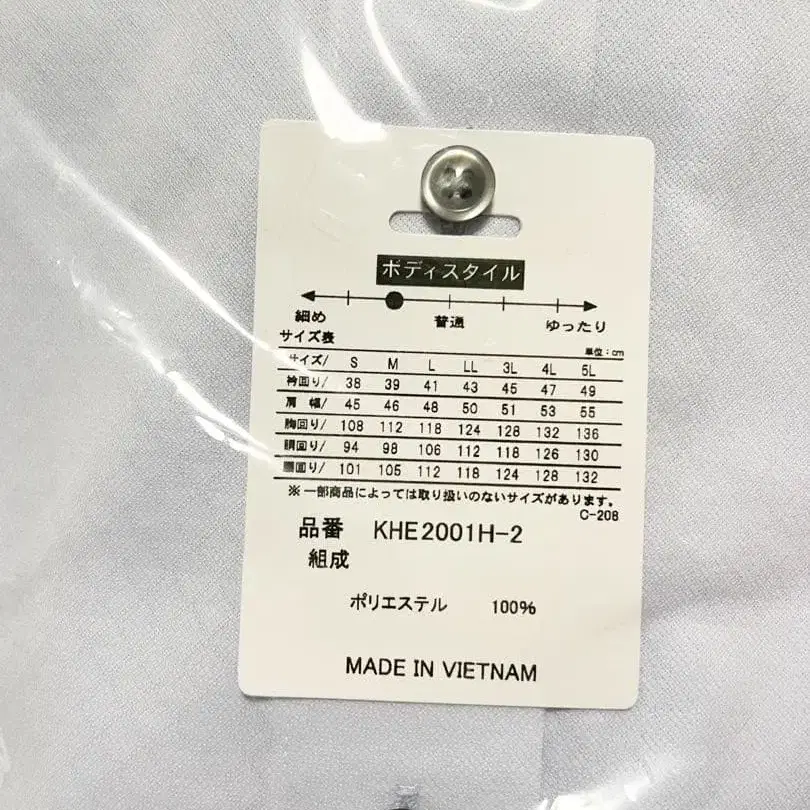 ボディスタイル
細め 普通 ゆったり
サイズ表 単位:cm
サイズ/ S M L LL 3L 4L 5L
衿回り/ 38 39 41 43 45 47 49
肩 幅/ 45 46 48 50 51 53 55
胸回り/ 108 112 118 124 128 132 136
胴回り/ 94 98 106 112 118 126 130
回り/ 101 105 112 118 124 128 132
※一部商品によっては取り扱いのないサイズがあります。
C-208
品番 KHE2001H-2
組成
ポリエステル 100%
MADE IN VIETNAM